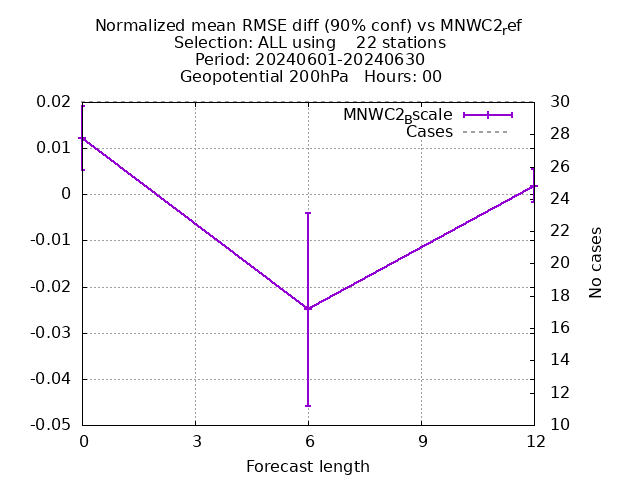 Normalized mean RMSE diff (90% conf) vs MNWC2_ref
Selection: ALL using    22 stations
Period: 20240601-20240630
Geopotential 200hPa   Hours: 00
MNWC2_Bscale
Cases
0.02
0.01
0
-0.01
-0.02
-0.03
-0.04
-0.05
30
28
26
24
22
20
18
16
14
12
10
No cases
0 3 6 9 12
Forecast length